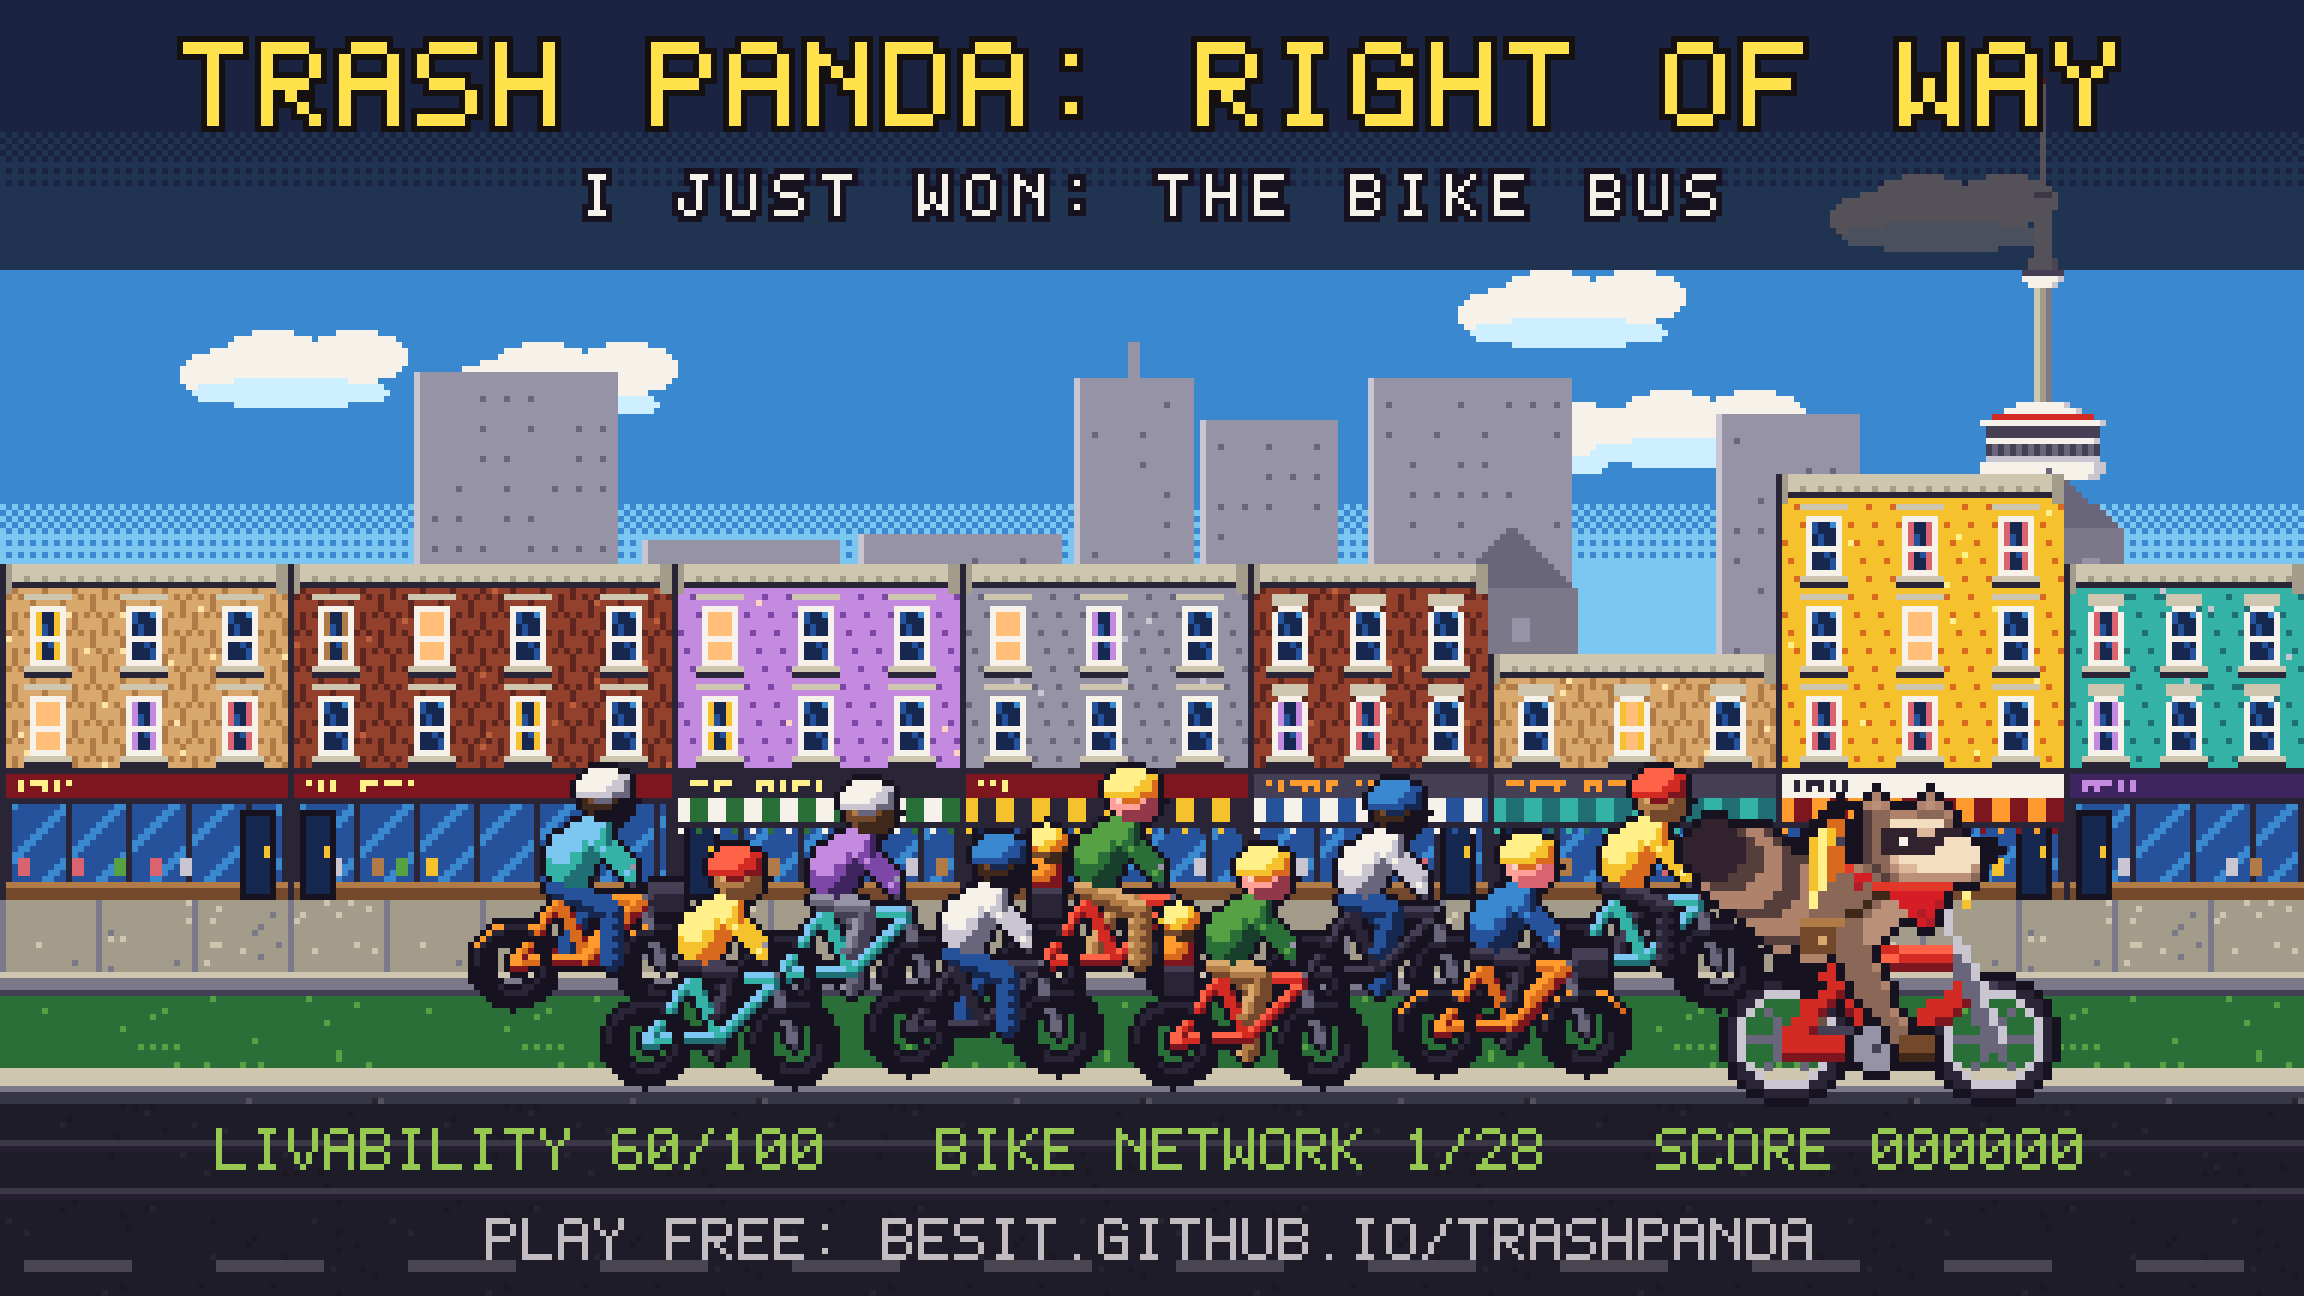 TRASH PANDA: RIGHT OF WAY
I JUST WON: THE BIKE BUS
LIVABILITY 60/100 BIKE NETWORK 1/28 SCORE 000000
PLAY FREE: BESIT.GITHUB.IO/TRASHPANDA